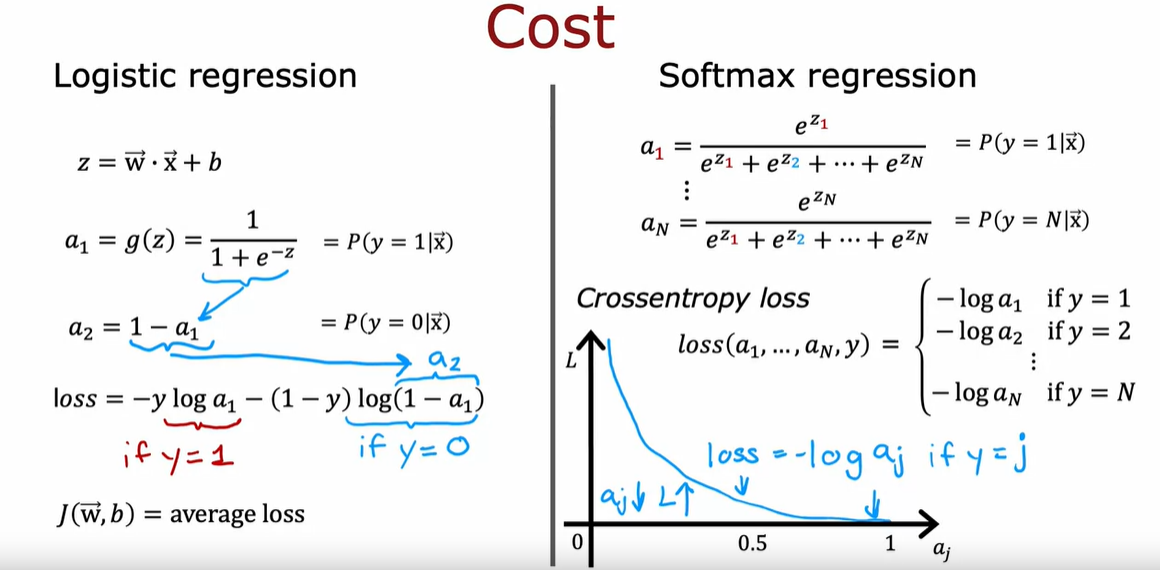 Cost
Logistic regression
z = w⃗ · x⃗ + b
a₁ = g(z) = 1 / (1 + e⁻ᶻ) = P(y = 1|x⃗)
a₂ = 1 − a₁ = P(y = 0|x⃗)
a₂
loss = −y log a₁ − (1 − y) log(1 − a₁)
if y=1 if y=0
J(w⃗, b) = average loss
Softmax regression
a₁ = e^z₁ / (e^z₁ + e^z₂ + ⋯ + e^z_N) = P(y = 1|x⃗)
⋮
a_N = e^z_N / (e^z₁ + e^z₂ + ⋯ + e^z_N) = P(y = N|x⃗)
Crossentropy loss
loss(a₁, …, a_N, y) = { − log a₁ if y = 1
− log a₂ if y = 2
⋮
− log a_N if y = N
L
loss = -log aⱼ if y=j
aⱼ↓ L↑
0 0.5 1 aⱼ